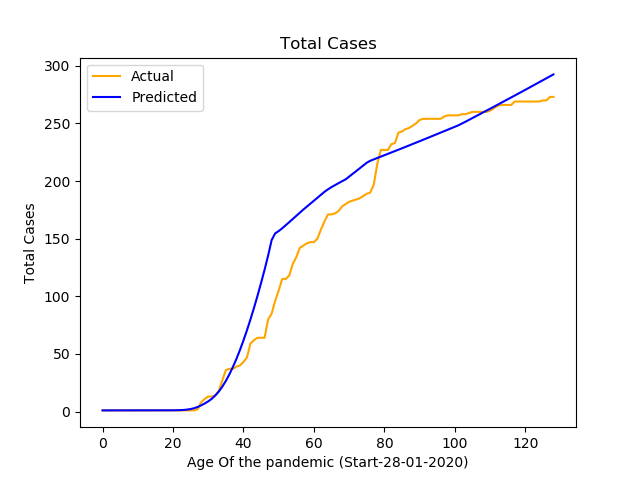 Total Cases
Actual
Predicted
300
250
200
150
100
50
0
Total Cases
0 20 40 60 80 100 120
Age Of the pandemic (Start-28-01-2020)